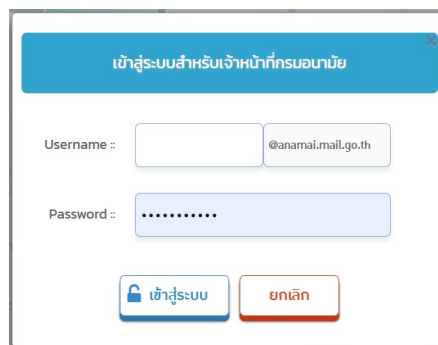 เข้าสู่ระบบสำหรับเจ้าหน้าที่กรมอนามัย
Username :: @anamai.mail.go.th
Password :: •••••••••••
เข้าสู่ระบบ ยกเลิก